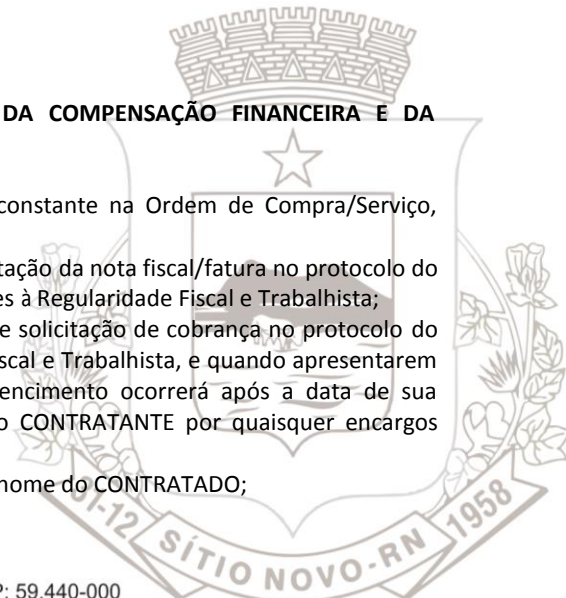 DA COMPENSAÇÃO FINANCEIRA E DA
constante na Ordem de Compra/Serviço,
tação da nota fiscal/fatura no protocolo do
es à Regularidade Fiscal e Trabalhista;
e solicitação de cobrança no protocolo do
scal e Trabalhista, e quando apresentarem
encimento ocorrerá após a data de sua
o CONTRATANTE por quaisquer encargos
nome do CONTRATADO;
01-12 SÍTIO NOVO-RN 1958
: 59.440-000